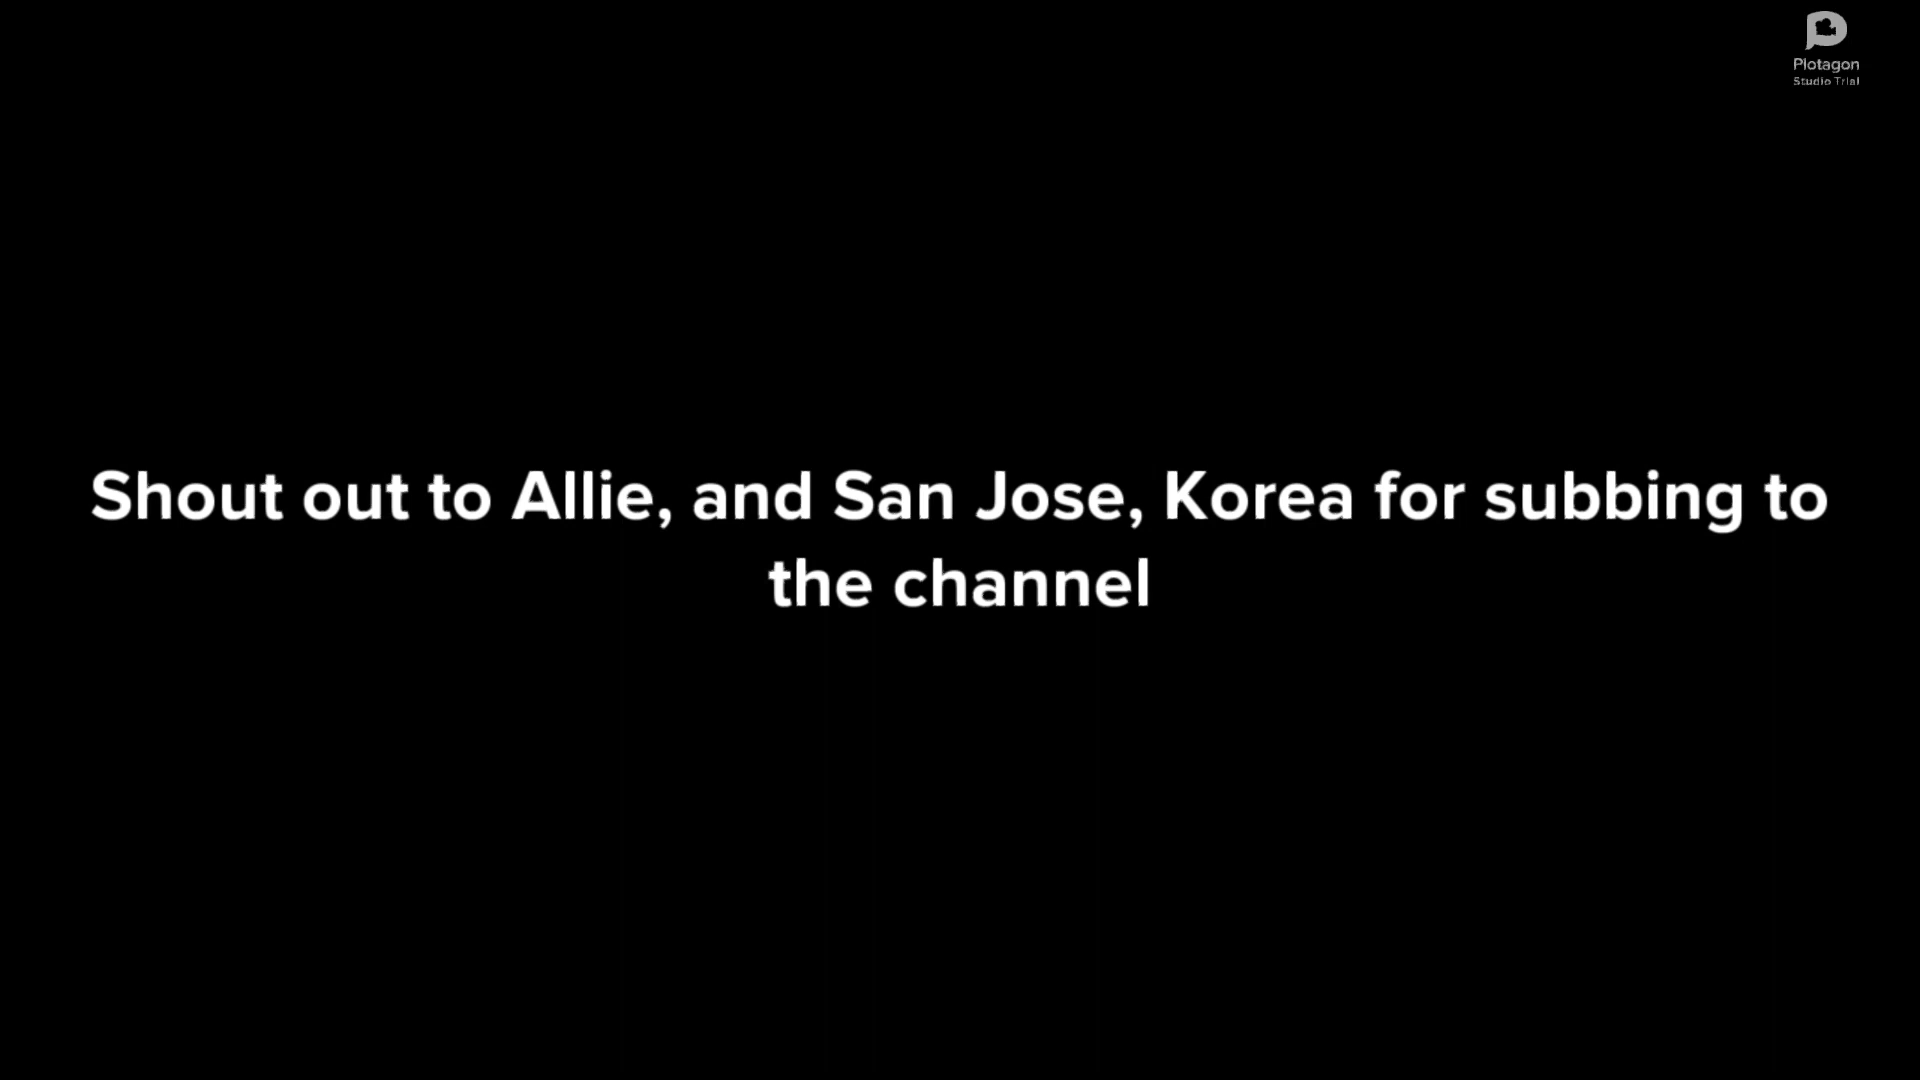 Plotagon
Studio Trial
Shout out to Allie, and San Jose, Korea for subbing to
the channel